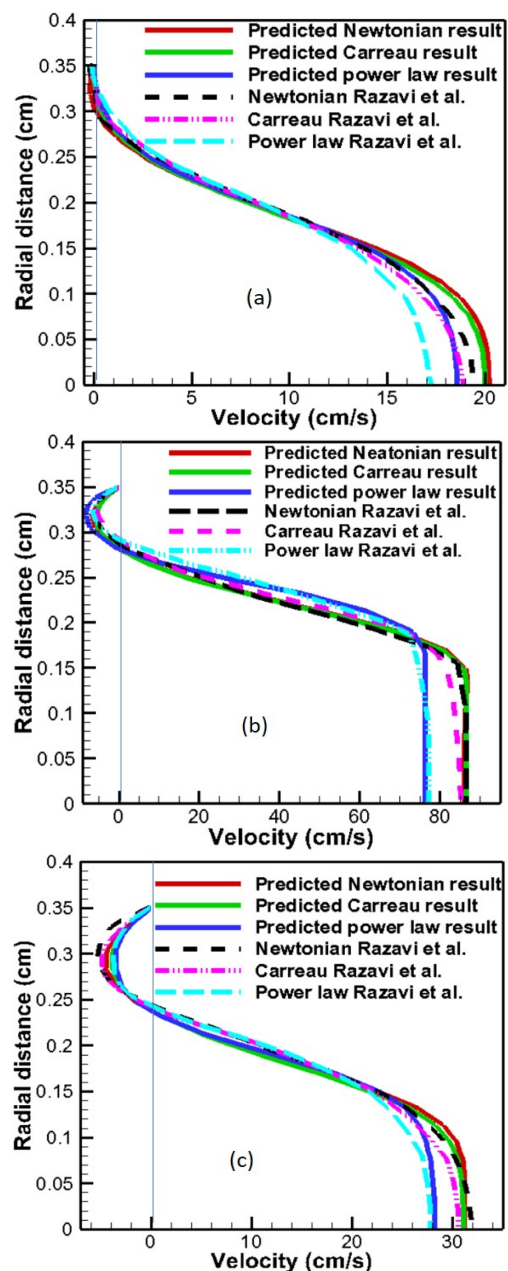 0.4
0.35
0.3
0.25
0.2
0.15
0.1
0.05
0
Radial distance (cm)
Predicted Newtonian result
Predicted Carreau result
Predicted power law result
Newtonian Razavi et al.
Carreau Razavi et al.
Power law Razavi et al.
(a)
0 5 10 15 20
Velocity (cm/s)
0.4
0.35
0.3
0.25
0.2
0.15
0.1
0.05
0
Radial distance (cm)
Predicted Neatonian result
Predicted Carreau result
Predicted power law result
Newtonian Razavi et al.
Carreau Razavi et al.
Power law Razavi et al.
(b)
0 20 40 60 80
Velocity (cm/s)
0.4
0.35
0.3
0.25
0.2
0.15
0.1
0.05
0
Radial distance (cm)
Predicted Newtonian result
Predicted Carreau result
Predicted power law result
Newtonian Razavi et al.
Carreau Razavi et al.
Power law Razavi et al.
(c)
0 10 20 30
Velocity (cm/s)